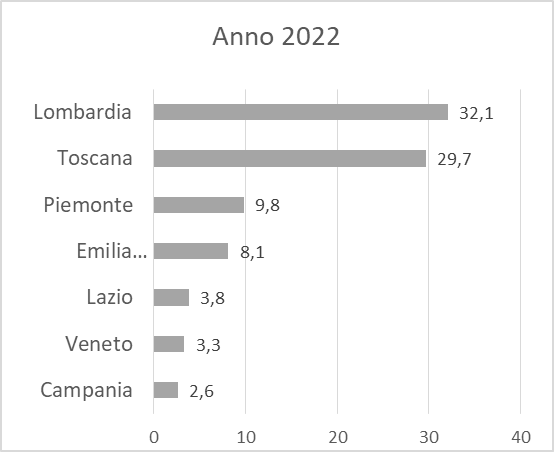 Anno 2022
Lombardia 32,1
Toscana 29,7
Piemonte 9,8
Emilia... 8,1
Lazio 3,8
Veneto 3,3
Campania 2,6
0 10 20 30 40